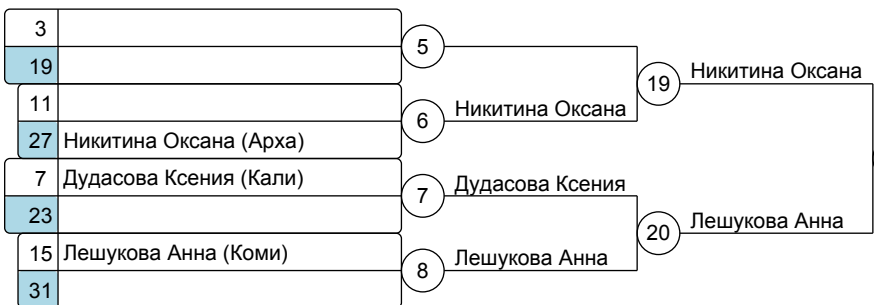 3
19
5
11
27 Никитина Оксана (Арха)
6 Никитина Оксана
19 Никитина Оксана
7 Дудасова Ксения (Кали)
23
7 Дудасова Ксения
15 Лешукова Анна (Коми)
31
8 Лешукова Анна
20 Лешукова Анна